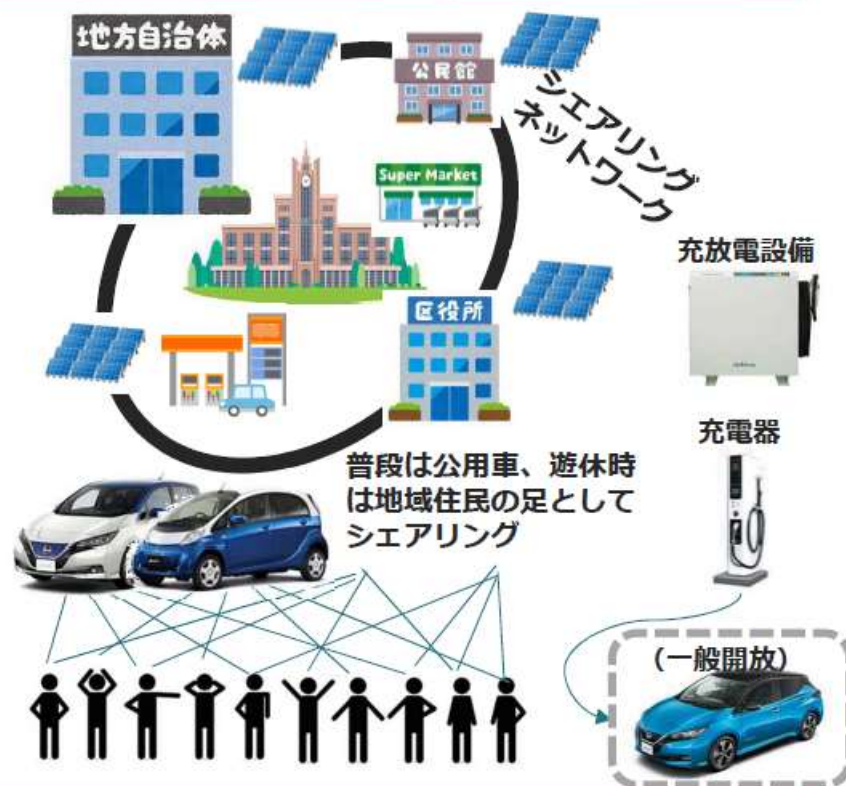 地方自治体
公民館
シェアリング
ネットワーク
Super Market
充放電設備
区役所
充電器
普段は公用車、遊休時
は地域住民の足として
シェアリング
（一般開放）